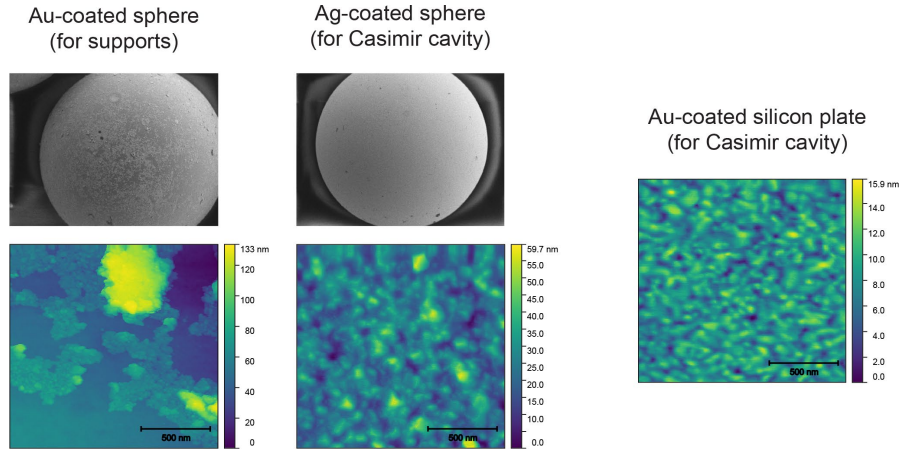 Au-coated sphere
(for supports)
Ag-coated sphere
(for Casimir cavity)
Au-coated silicon plate
(for Casimir cavity)
133 nm
120
100
80
60
40
20
0
500 nm
59.7 nm
55.0
50.0
45.0
40.0
35.0
30.0
25.0
20.0
15.0
10.0
0.0
500 nm
15.9 nm
14.0
12.0
10.0
8.0
6.0
4.0
2.0
0.0
500 nm